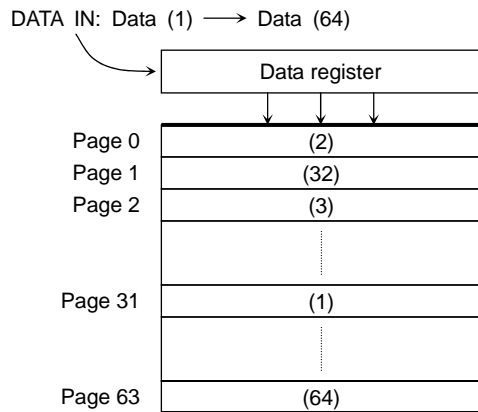 DATA IN: Data (1) → Data (64)
Data register
Page 0 (2)
Page 1 (32)
Page 2 (3)
Page 31 (1)
Page 63 (64)